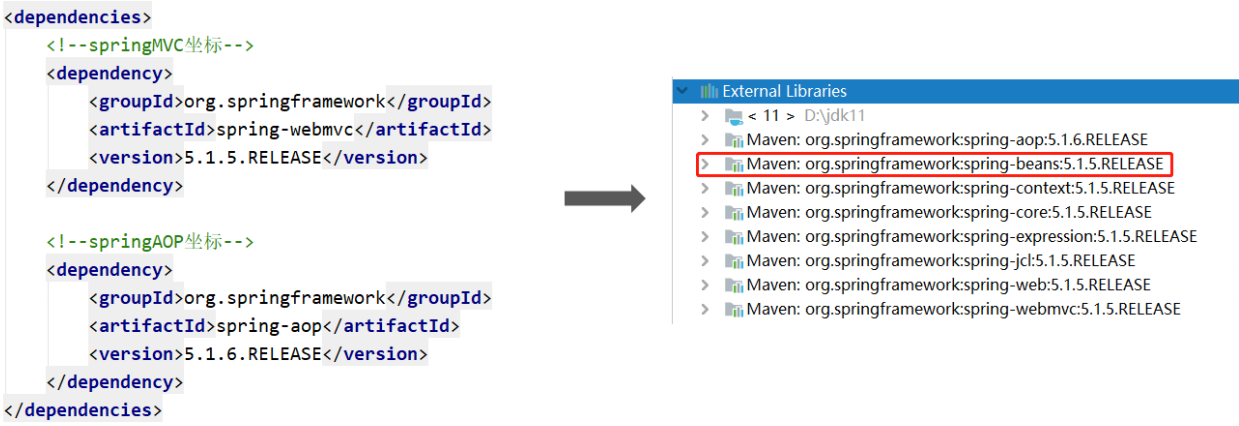 <dependencies>
<!--springMVC坐标-->
<dependency>
<groupId>org.springframework</groupId>
<artifactId>spring-webmvc</artifactId>
<version>5.1.5.RELEASE</version>
</dependency>
<!--springAOP坐标-->
<dependency>
<groupId>org.springframework</groupId>
<artifactId>spring-aop</artifactId>
<version>5.1.6.RELEASE</version>
</dependency>
</dependencies>
External Libraries
< 11 > D:\jdk11
Maven: org.springframework:spring-aop:5.1.6.RELEASE
Maven: org.springframework:spring-beans:5.1.5.RELEASE
Maven: org.springframework:spring-context:5.1.5.RELEASE
Maven: org.springframework:spring-core:5.1.5.RELEASE
Maven: org.springframework:spring-expression:5.1.5.RELEASE
Maven: org.springframework:spring-jcl:5.1.5.RELEASE
Maven: org.springframework:spring-web:5.1.5.RELEASE
Maven: org.springframework:spring-webmvc:5.1.5.RELEASE